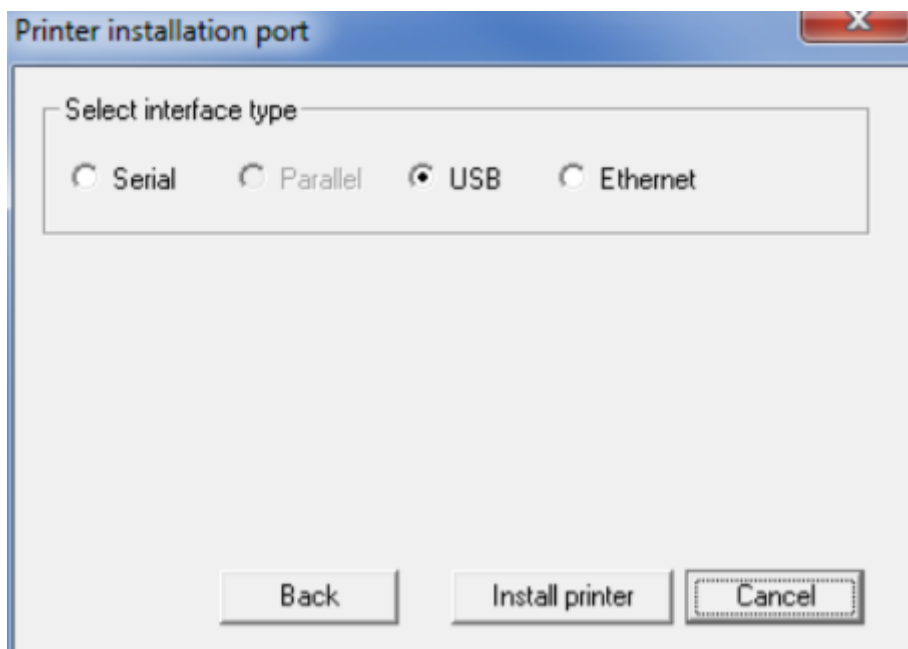 Printer installation port
Select interface type
Serial Parallel USB Ethernet
Back Install printer Cancel